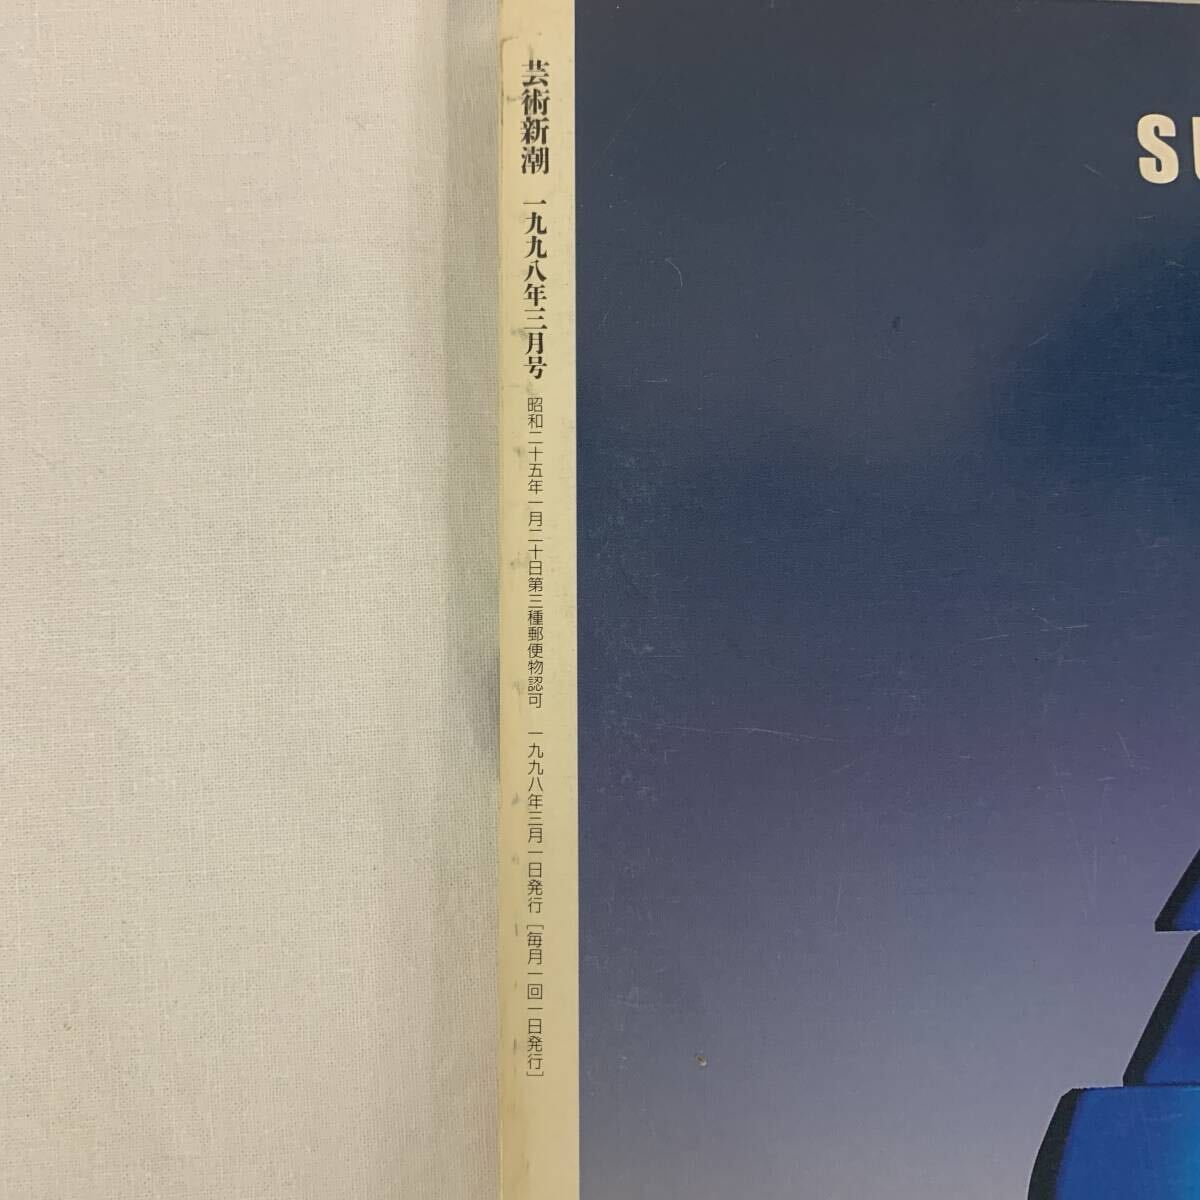 芸術新潮 一九九八年三月号 昭和二十五年一月二十日第三種郵便物認可 一九九八年三月一日発行[毎月一回一日発行]